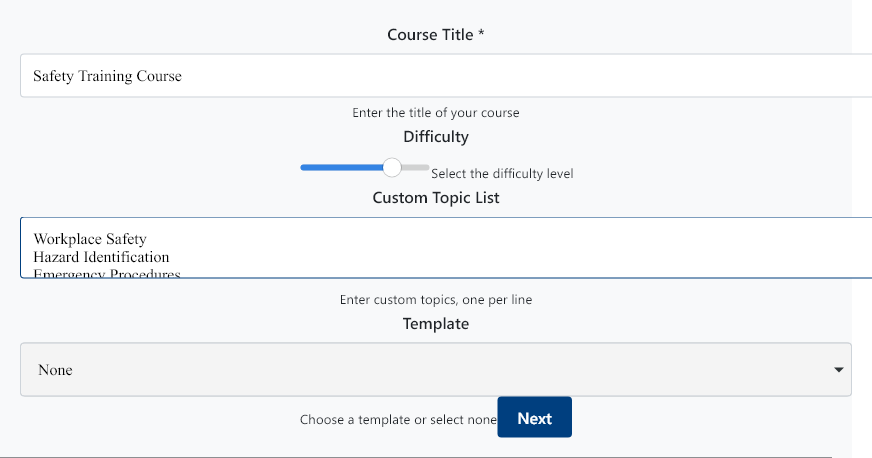 Course Title *
Safety Training Course
Enter the title of your course
Difficulty
Select the difficulty level
Custom Topic List
Workplace Safety
Hazard Identification
Emergency Procedures
Enter custom topics, one per line
Template
None
Choose a template or select none
Next